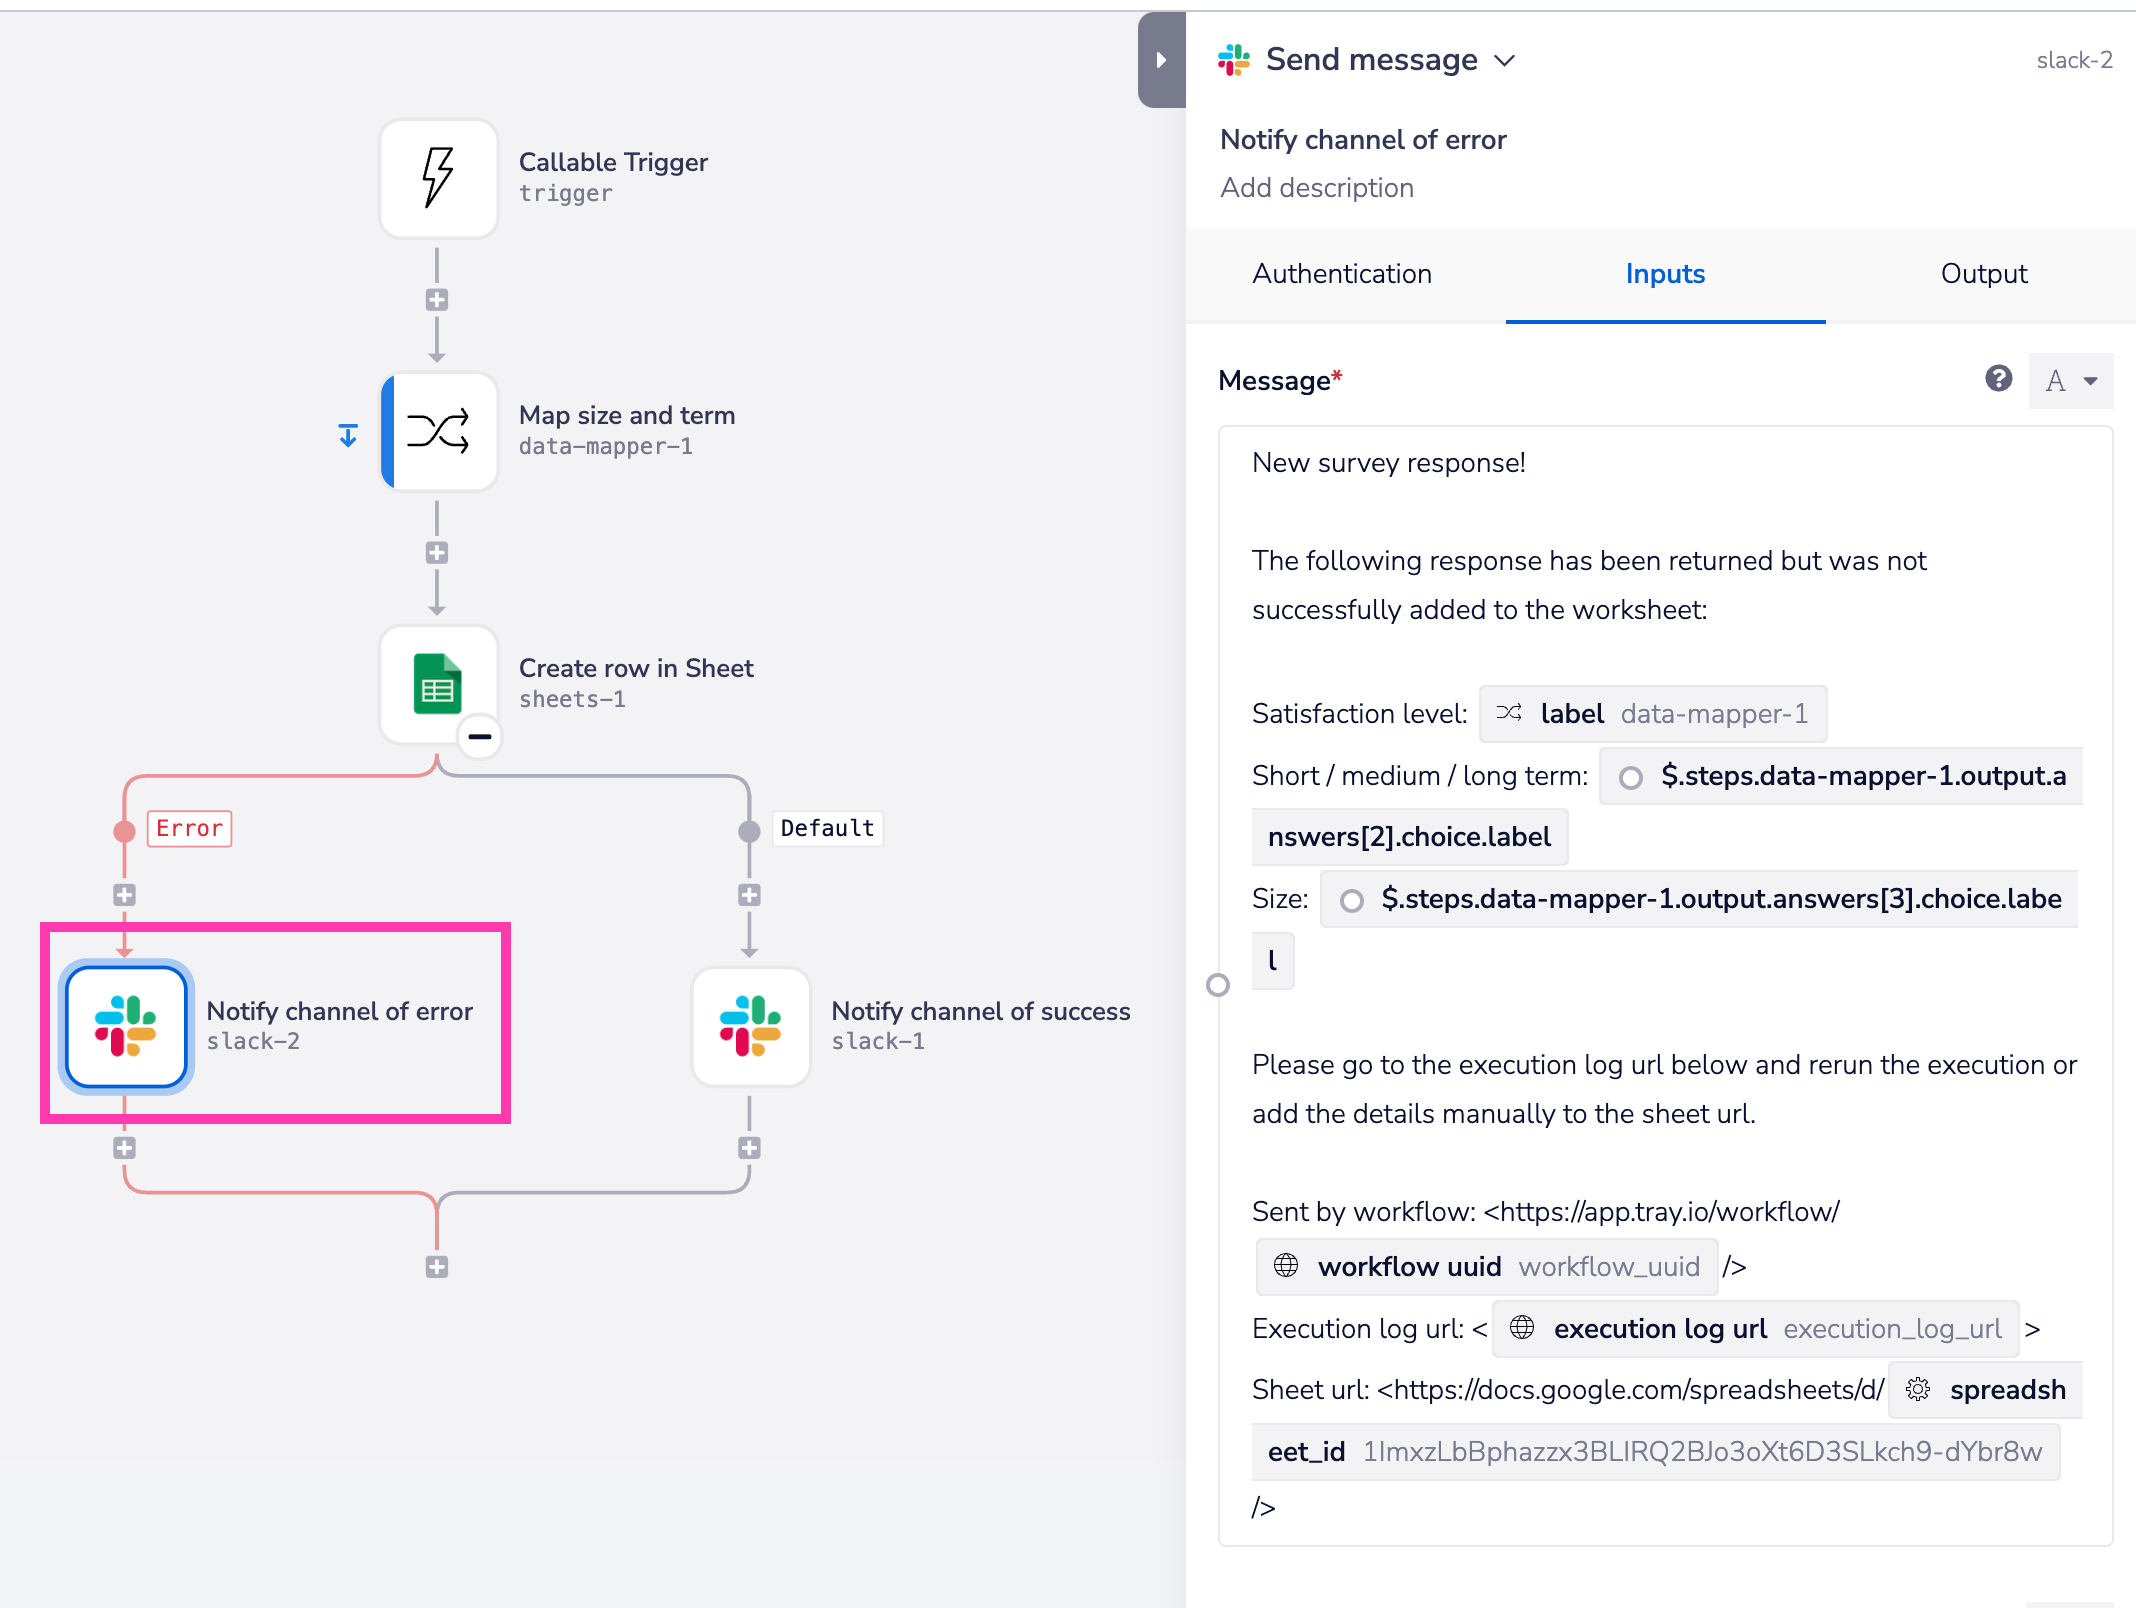 Callable Trigger
trigger
Map size and term
data-mapper-1
Create row in Sheet
sheets-1
Error
Default
Notify channel of error
slack-2
Notify channel of success
slack-1
Send message
slack-2
Notify channel of error
Add description
Authentication
Inputs
Output
Message*
A
New survey response!
The following response has been returned but was not
successfully added to the worksheet:
Satisfaction level: label data-mapper-1
Short / medium / long term: $.steps.data-mapper-1.output.a
nswers[2].choice.label
Size: $.steps.data-mapper-1.output.answers[3].choice.labe
l
Please go to the execution log url below and rerun the execution or
add the details manually to the sheet url.
Sent by workflow: <https://app.tray.io/workflow/
workflow uuid workflow_uuid />
Execution log url: < execution log url execution_log_url >
Sheet url: <https://docs.google.com/spreadsheets/d/ spreadsh
eet_id 1ImxzLbBphazzx3BLIRQ2BJo3oXt6D3SLkch9-dYbr8w
/>